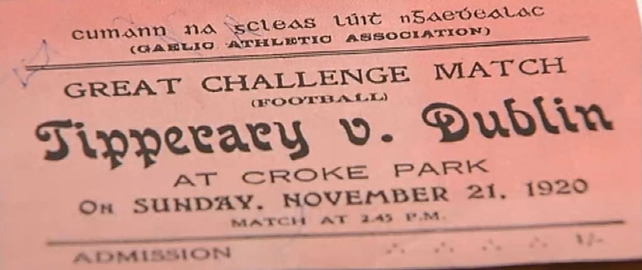 cumann na gcleas lúit nGaeḋealac
(GAELIC ATHLETIC ASSOCIATION)
GREAT CHALLENGE MATCH
(FOOTBALL)
Tipperary v. Dublin
AT CROKE PARK
ON SUNDAY, NOVEMBER 21, 1920
MATCH AT 2.45 P.M.
ADMISSION 1/-